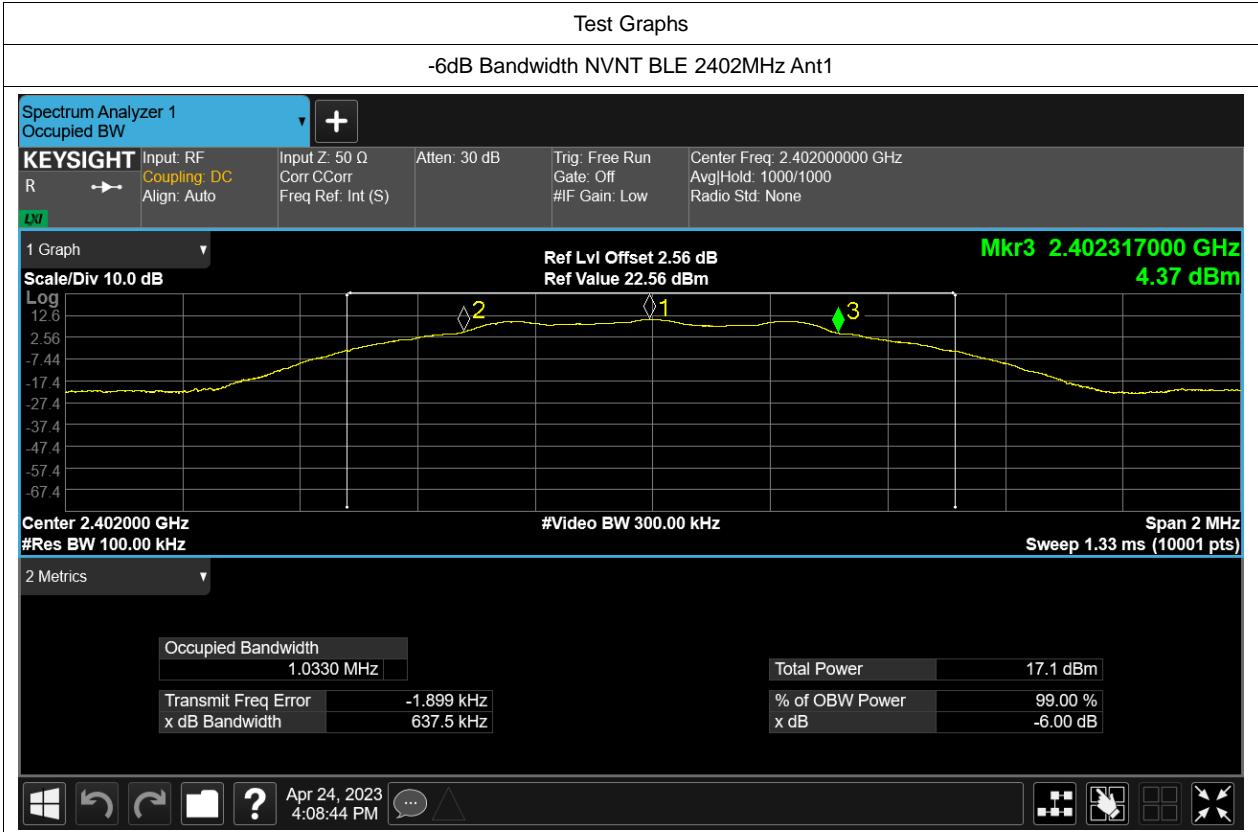 Test Graphs
-6dB Bandwidth NVNT BLE 2402MHz Ant1
Spectrum Analyzer 1
Occupied BW
KEYSIGHT
R
LXI
Input: RF
Coupling: DC
Align: Auto
Input Z: 50 Ω
Corr CCorr
Freq Ref: Int (S)
Atten: 30 dB
Trig: Free Run
Gate: Off
#IF Gain: Low
Center Freq: 2.402000000 GHz
Avg|Hold: 1000/1000
Radio Std: None
1 Graph
Scale/Div 10.0 dB
Ref Lvl Offset 2.56 dB
Ref Value 22.56 dBm
Mkr3 2.402317000 GHz
4.37 dBm
Log
12.6
2.56
-7.44
-17.4
-27.4
-37.4
-47.4
-57.4
-67.4
2
1
3
Center 2.402000 GHz
#Res BW 100.00 kHz
#Video BW 300.00 kHz
Span 2 MHz
Sweep 1.33 ms (10001 pts)
2 Metrics
Occupied Bandwidth
1.0330 MHz
Transmit Freq Error -1.899 kHz
x dB Bandwidth 637.5 kHz
Total Power 17.1 dBm
% of OBW Power 99.00 %
x dB -6.00 dB
?
Apr 24, 2023
4:08:44 PM